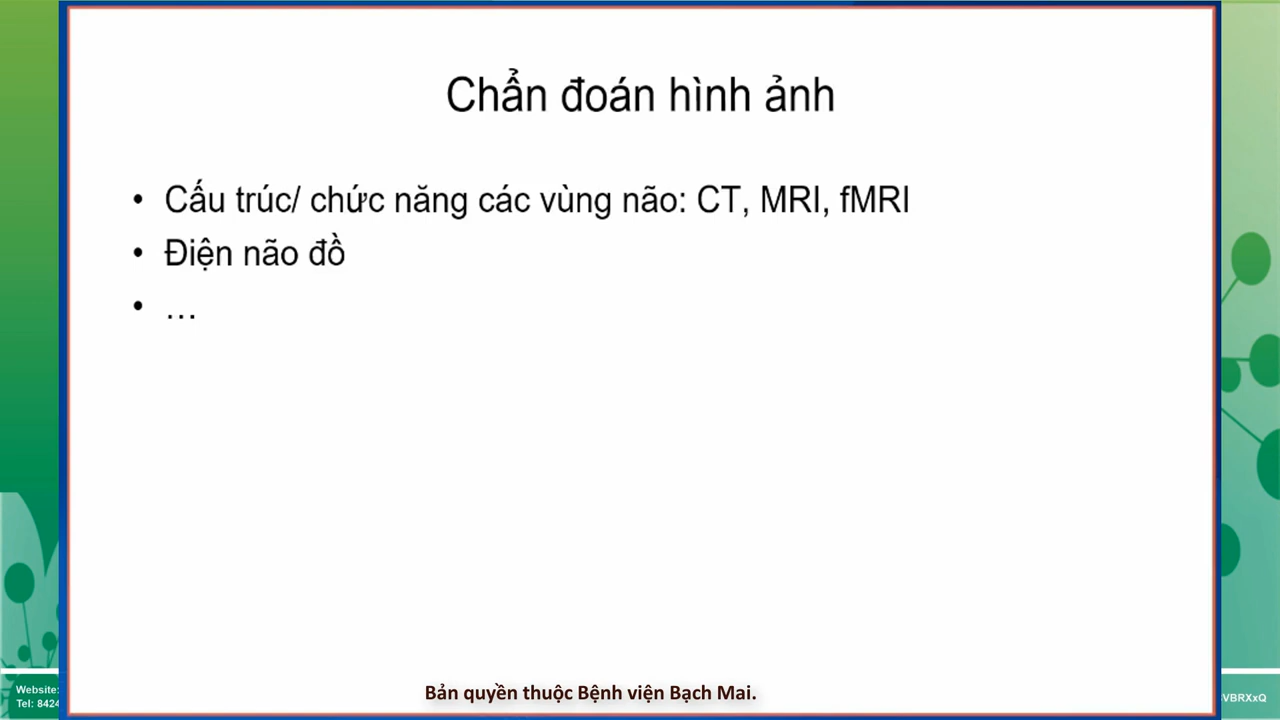 Chẩn đoán hình ảnh
• Cấu trúc/ chức năng các vùng não: CT, MRI, fMRI
• Điện não đồ
• …
Bản quyền thuộc Bệnh viện Bạch Mai.
Website:
Tel: 8424
VBRXxQ